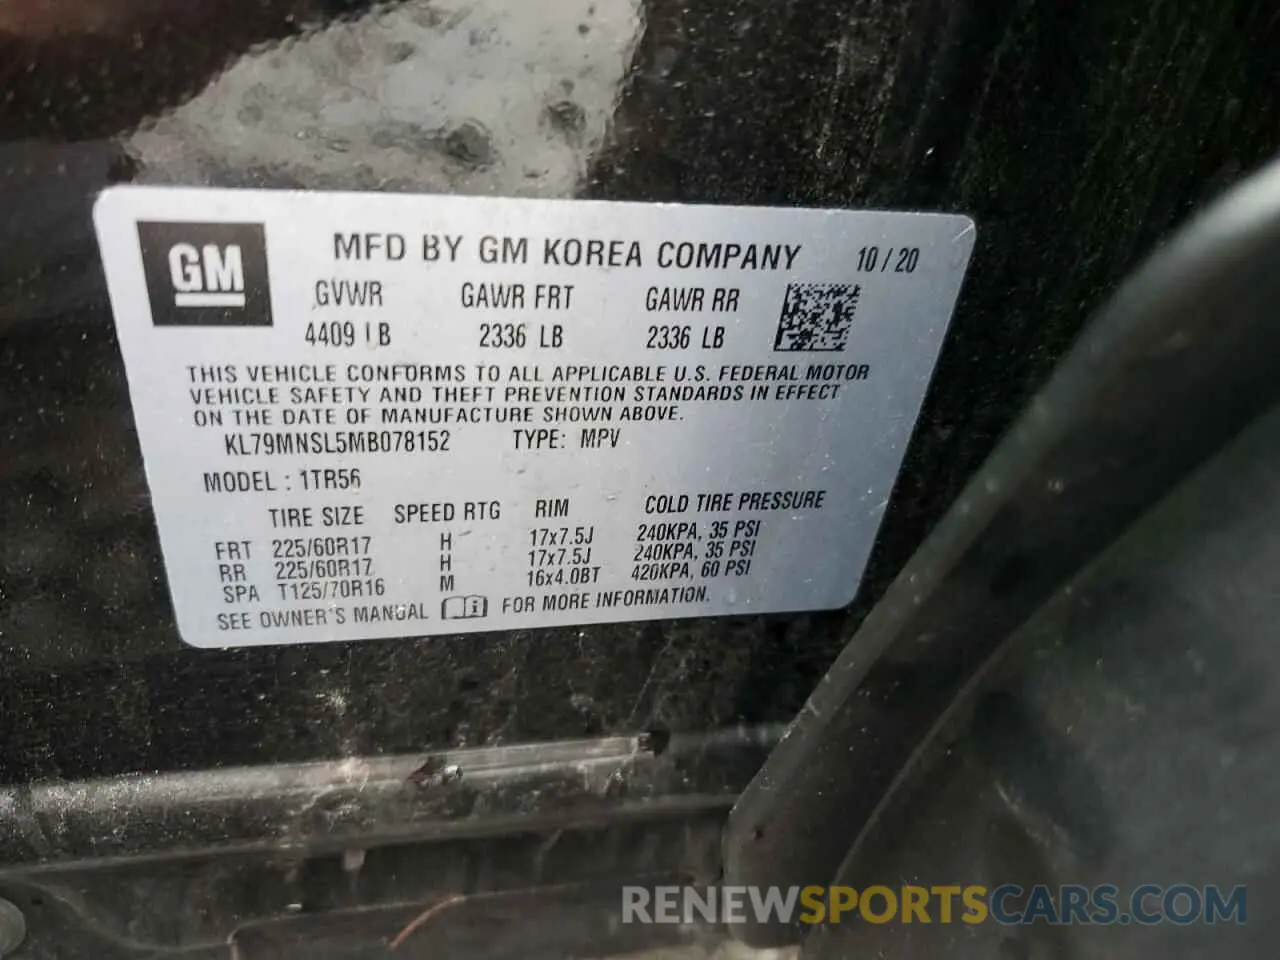 GM
MFD BY GM KOREA COMPANY 10/20
GVWR GAWR FRT GAWR RR
4409 LB 2336 LB 2336 LB
THIS VEHICLE CONFORMS TO ALL APPLICABLE U.S. FEDERAL MOTOR
VEHICLE SAFETY AND THEFT PREVENTION STANDARDS IN EFFECT
ON THE DATE OF MANUFACTURE SHOWN ABOVE.
KL79MNSL5MB078152 TYPE: MPV
MODEL : 1TR56
TIRE SIZE SPEED RTG RIM COLD TIRE PRESSURE
FRT 225/60R17 H 17x7.5J 240KPA, 35 PSI
RR 225/60R17 H 17x7.5J 240KPA, 35 PSI
SPA T125/70R16 M 16x4.0BT 420KPA, 60 PSI
SEE OWNER'S MANUAL i FOR MORE INFORMATION.
RENEWSPORTSCARS.COM